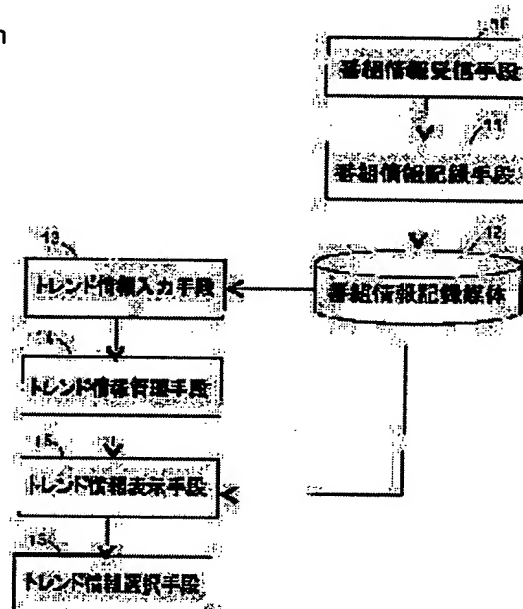 n
番組情報受信手段
11
番組情報記録手段
12
番組情報記録媒体
13
トレンド情報入力手段
トレンド情報管理手段
15
トレンド情報表示手段
トレンド情報選択手段